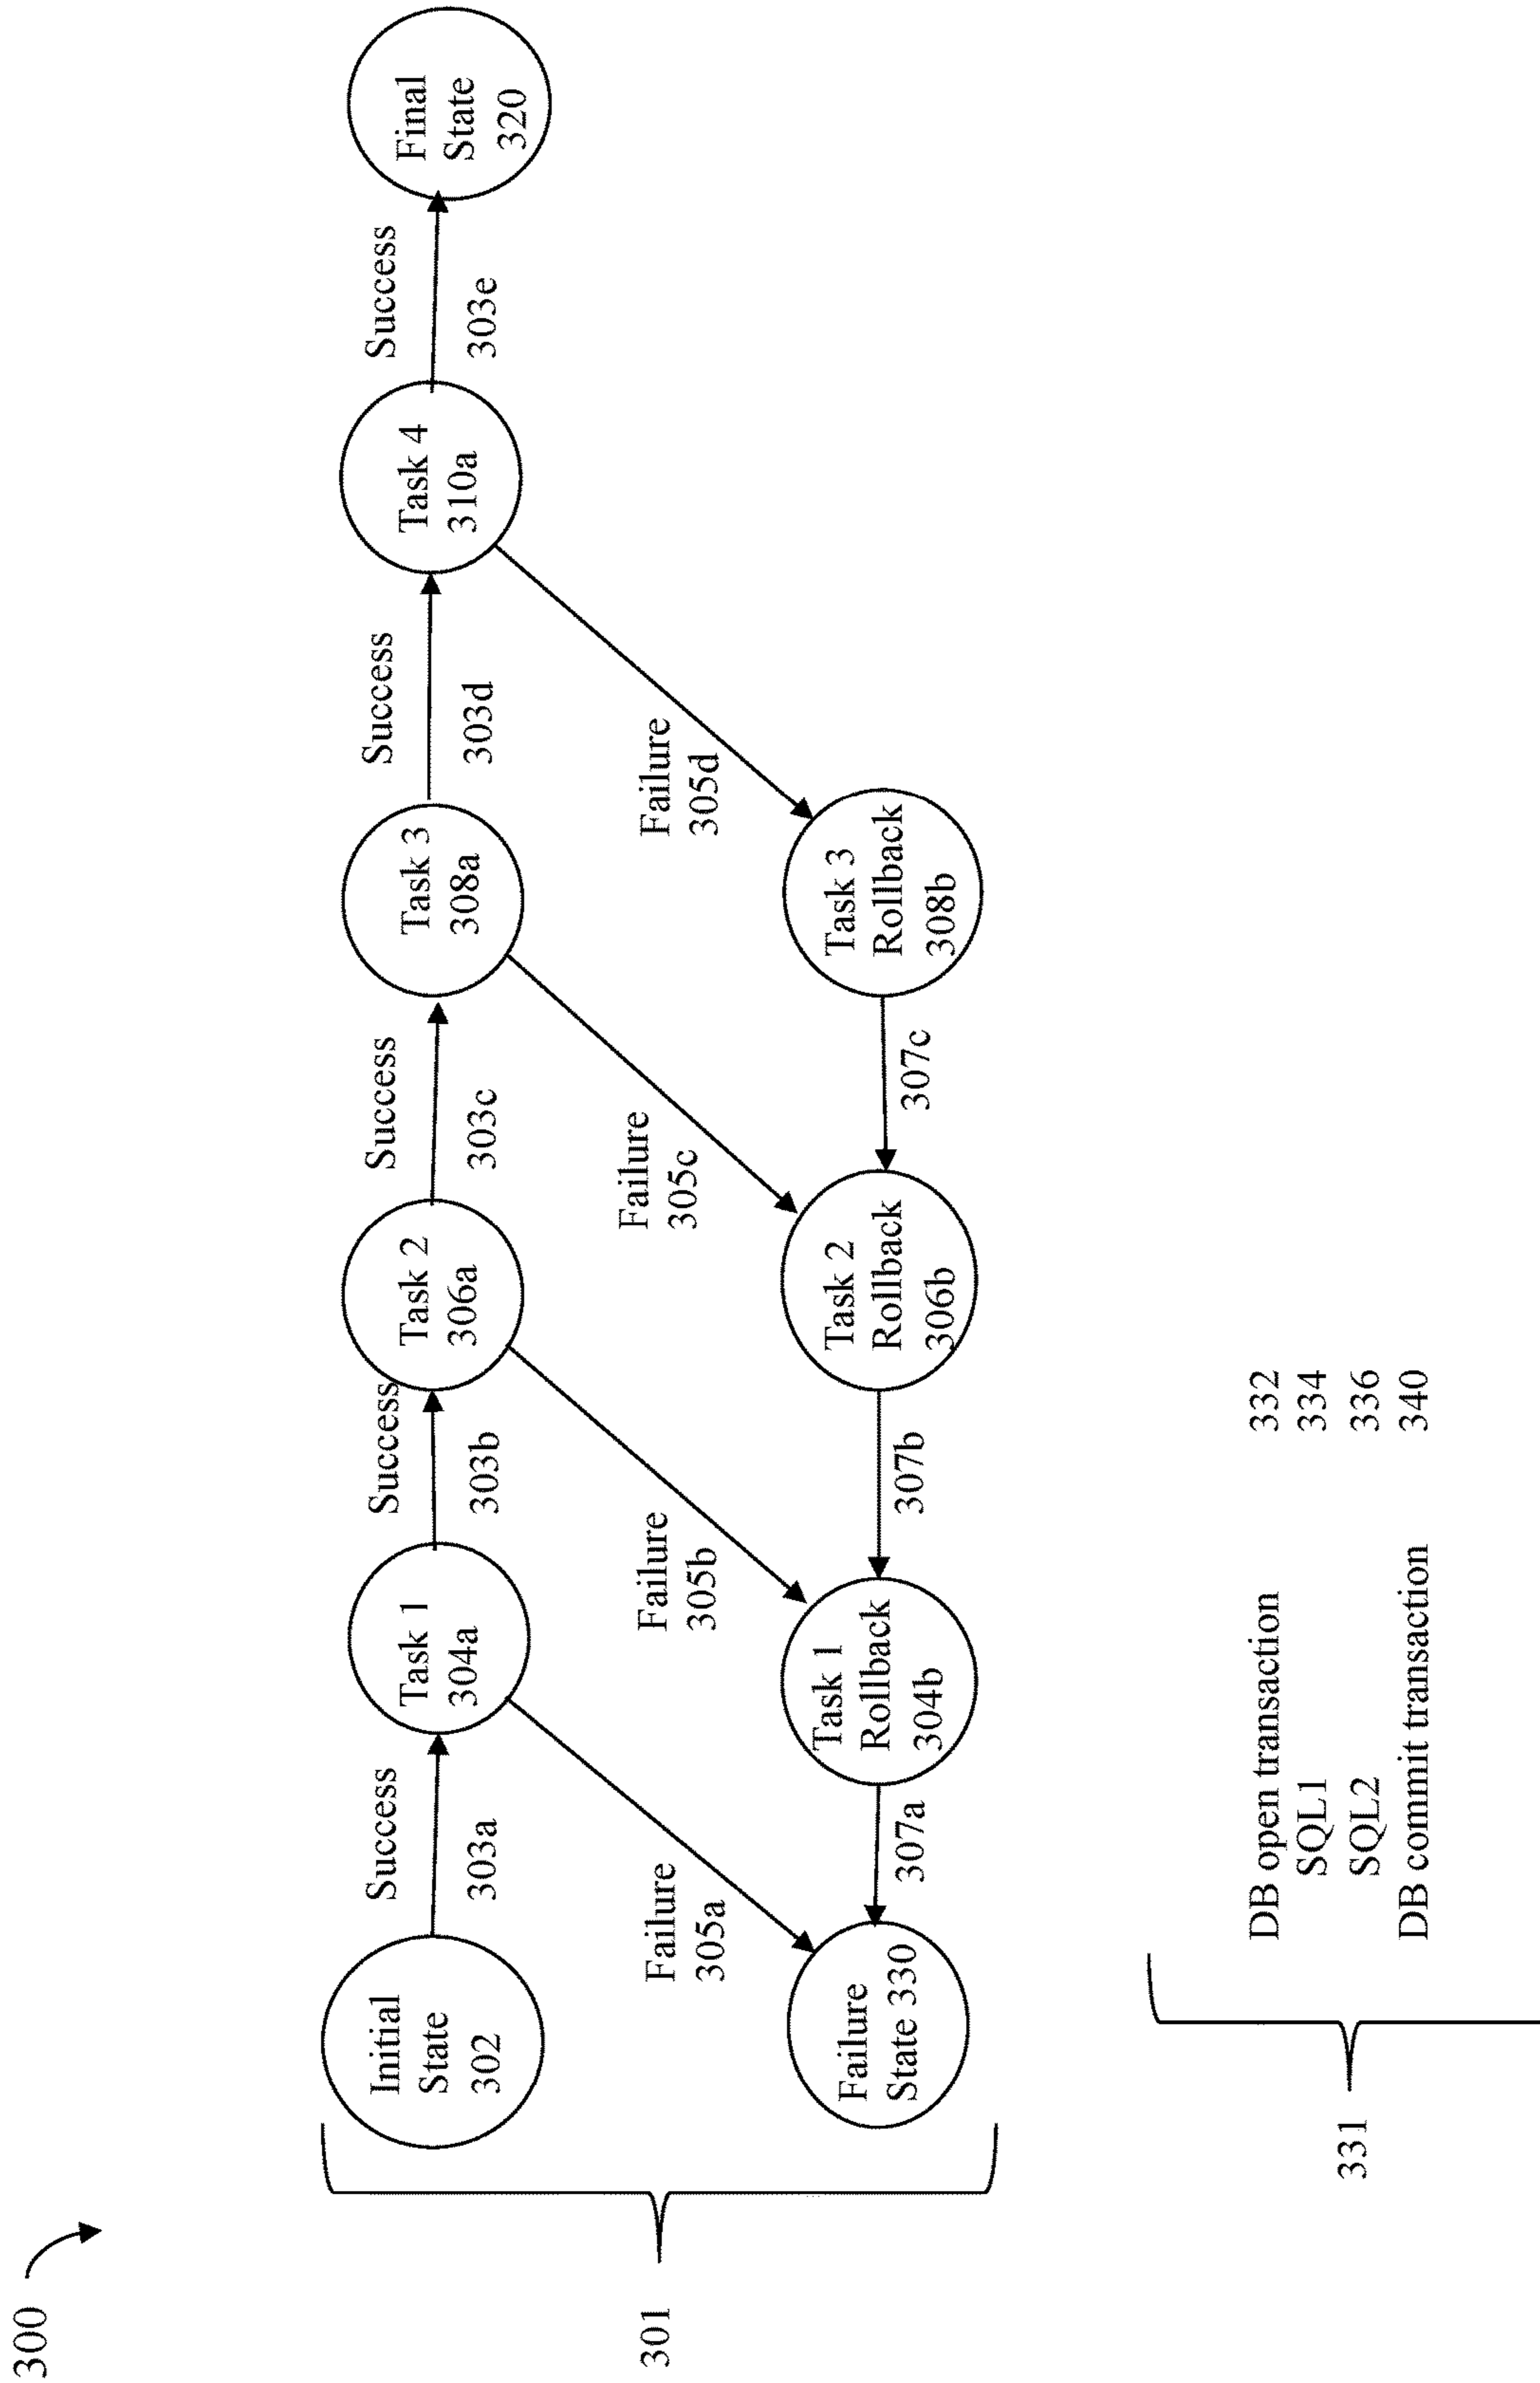 300
301
Initial
State
302
Success
303a
Task 1
304a
Success
303b
Task 2
306a
Success
303c
Task 3
308a
Success
303d
Task 4
310a
Success
303e
Final
State
320
Failure
305a
Failure
305b
Failure
305c
Failure
305d
Failure
State 330
307a
Task 1
Rollback
304b
307b
Task 2
Rollback
306b
307c
Task 3
Rollback
308b
331
DB open transaction 332
SQL1 334
SQL2 336
DB commit transaction 340